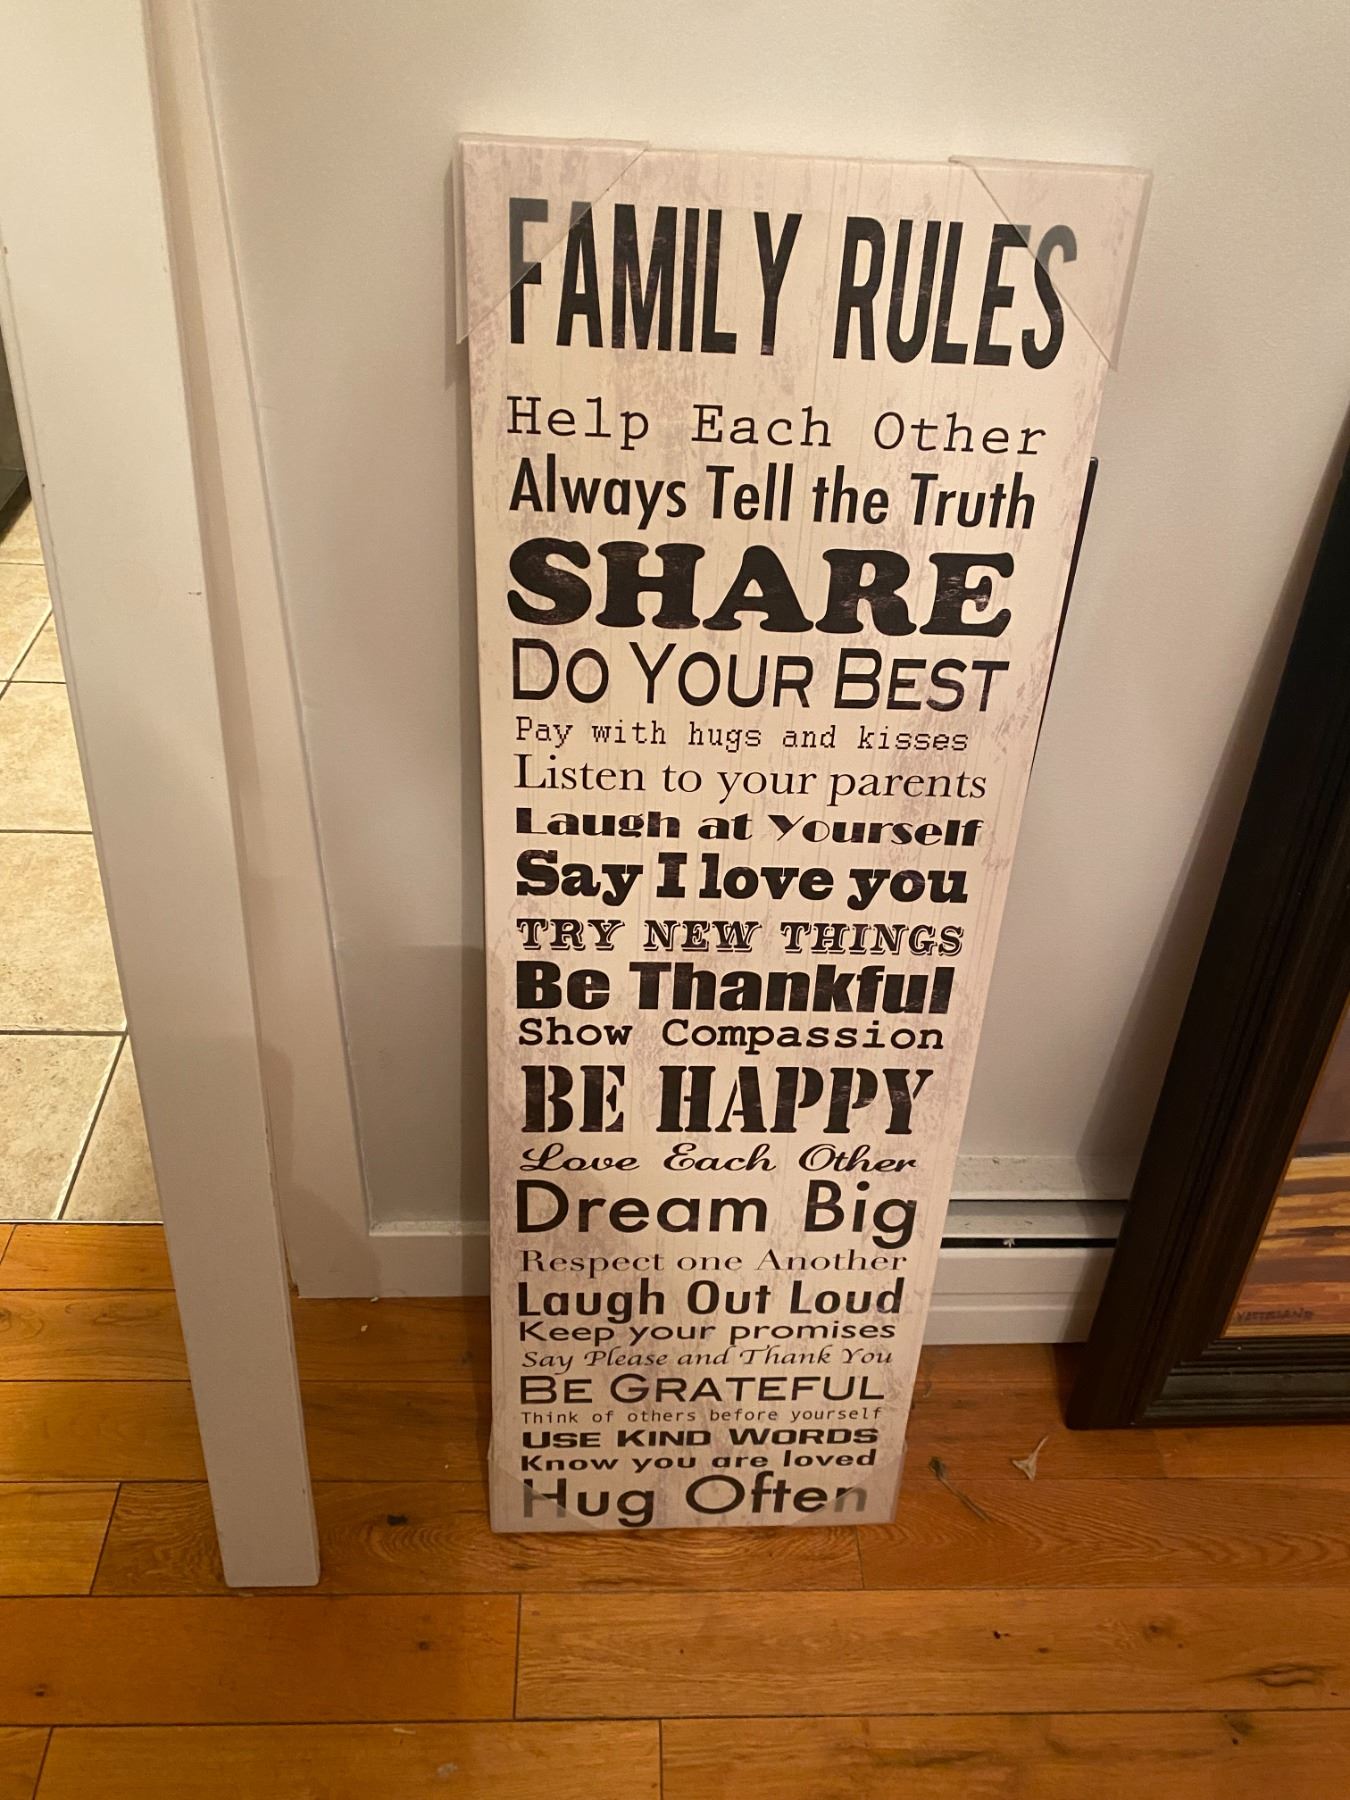 FAMILY RULES
Help Each Other
Always Tell the Truth
SHARE
DO YOUR BEST
Pay with hugs and kisses
Listen to your parents
Laugh at Yourself
Say I love you
TRY NEW THINGS
Be Thankful
Show Compassion
BE HAPPY
Love Each Other
Dream Big
Respect one Another
Laugh Out Loud
Keep your promises
Say Please and Thank You
BE GRATEFUL
Think of others before yourself
USE KIND WORDS
Know you are loved
Hug Often